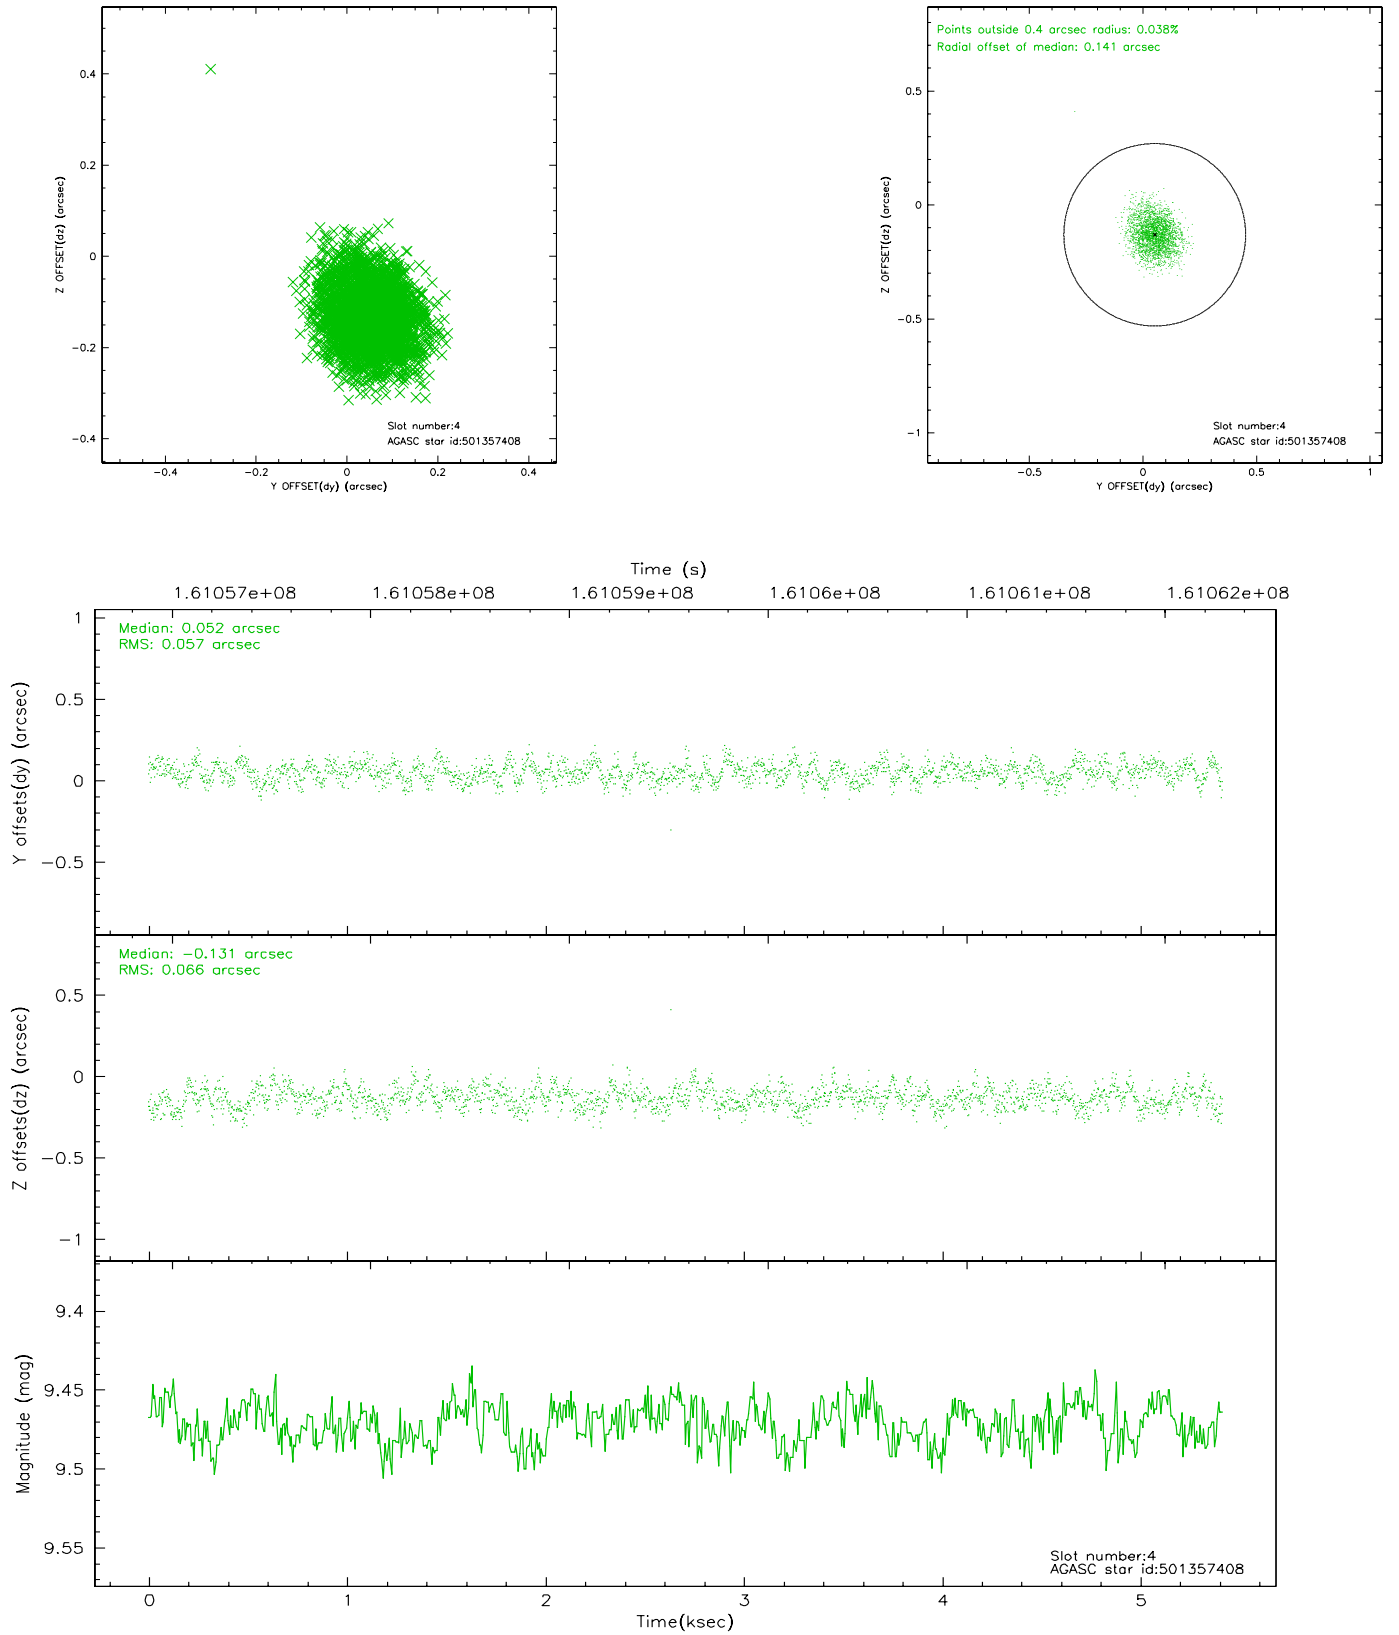 0.4
0.2
0
−0.2
−0.4
Z OFFSET(dz) (arcsec)
Slot number:4
AGASC star id:501357408
−0.4
−0.2
0
0.2
0.4
Y OFFSET(dy) (arcsec)
Points outside 0.4 arcsec radius: 0.038%
Radial offset of median: 0.141 arcsec
0.5
0
−0.5
−1
Z OFFSET(dz) (arcsec)
Slot number:4
AGASC star id:501357408
−0.5
0
0.5
1
Y OFFSET(dy) (arcsec)
Time (s)
1.61057e+08
1.61058e+08
1.61059e+08
1.6106e+08
1.61061e+08
1.61062e+08
Median: 0.052 arcsec
RMS: 0.057 arcsec
1
0.5
0
−0.5
Y offsets(dy) (arcsec)
Median: −0.131 arcsec
RMS: 0.066 arcsec
0.5
0
−0.5
−1
Z offsets(dz) (arcsec)
9.4
9.45
9.5
9.55
Magnitude (mag)
Slot number:4
AGASC star id:501357408
0
1
2
3
4
5
Time(ksec)